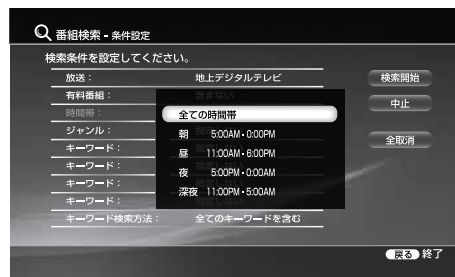 番組検索 - 条件設定
検索条件を設定してください。
放送： 地上デジタルテレビ
検索開始
有料番組： 含まない
中止
時間帯：
全ての時間帯
ジャンル：
朝 5:00AM - 0:00PM
全取消
キーワード：
昼 11:00AM - 6:00PM
キーワード：
夜 5:00PM - 0:00AM
キーワード：
深夜 11:00PM - 5:00AM
キーワード：
キーワード検索方法： 全てのキーワードを含む
戻る 終了